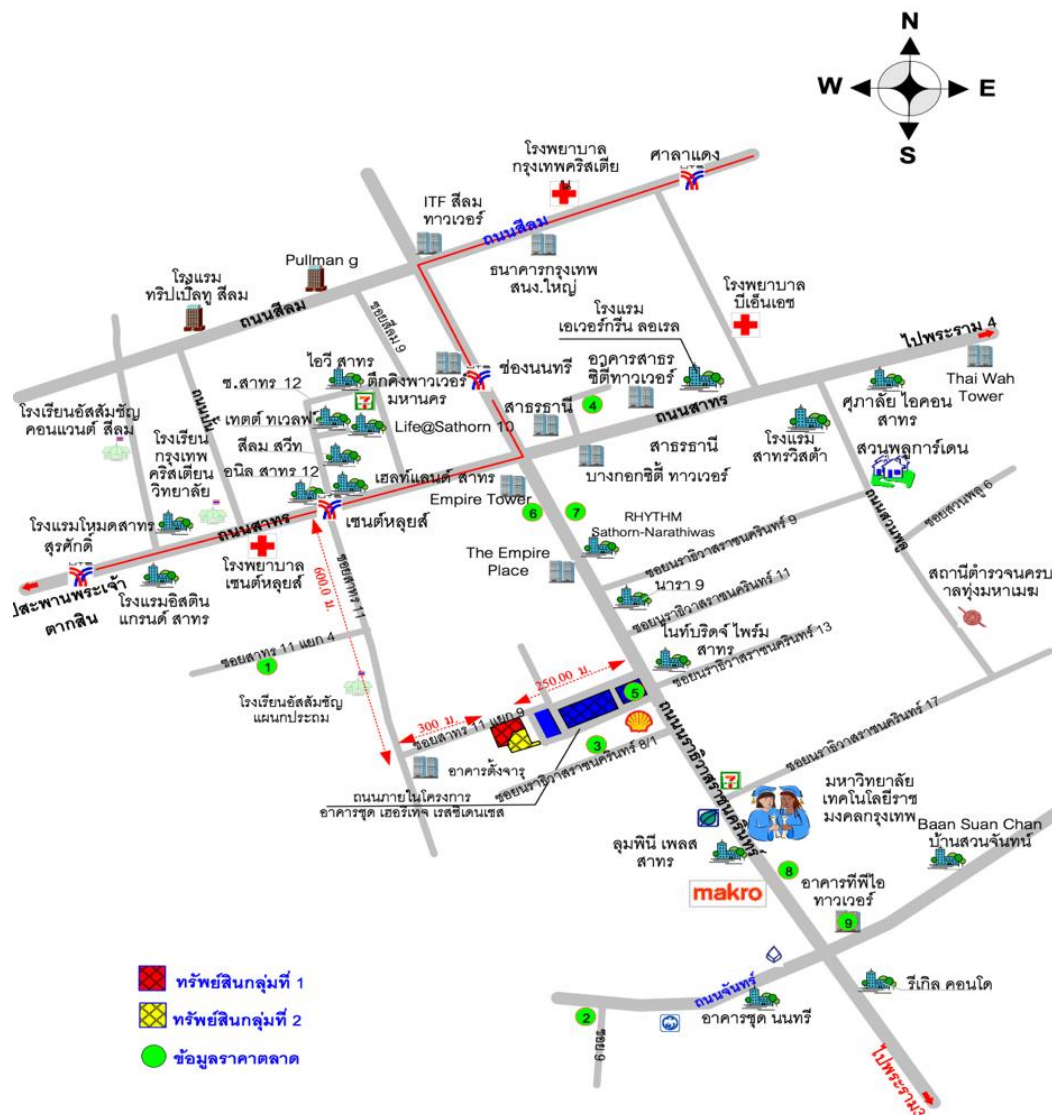 N
W
E
S
โรงพยาบาล
กรุงเทพคริสเตีย
ศาลาแดง
ITF สีลม
ทาวเวอร์
ถนนสีลม
Pullman g
ธนาคารกรุงเทพ
สนง.ใหญ่
โรงแรม
ทริปเปิ้ลทู สีลม
ถนนสีลม
ซอยสีลม 9
โรงแรม
เอเวอร์กรีน ลอเรล
โรงพยาบาล
บีเอ็นเอช
ไปพระราม 4
Thai Wah
Tower
ไอวี สาทร
ซ.สาทร 12
ตึกคิงพาวเวอร์
มหานคร
ช่องนนทรี
อาคารสาธร
ซิตี้ทาวเวอร์
4
ศุภาลัย ไอคอน
สาทร
โรงเรียนอัสสัมชัญ
คอนแวนต์ สีลม
ถนนปั้น
เทตต์ ทเวลฟ์
Life@Sathorn 10
สาธรธานี
ถนนสาทร
สาธรธานี
โรงแรม
สาทรวิสต้า
สวนพลูการ์เดน
โรงเรียน
กรุงเทพ
คริสเตียน
วิทยาลัย
สีลม สวีท
อนิล สาทร 12
เฮลท์แลนด์ สาทร
บางกอกซิตี้ ทาวเวอร์
Empire Tower
6
7
เซนต์หลุยส์
ถนนสาทร
โรงแรมโหมดสาทร
สุรศักดิ์
โรงพยาบาล
เซนต์หลุยส์
RHYTHM
Sathorn-Narathiwas
ซอยนราธิวาสราชนครินทร์ 9
ถนนสวนพลู
ซอยสวนพลู 6
The Empire
Place
นารา 9
ซอยนราธิวาสราชนครินทร์ 11
สถานีตำรวจนครบ
าลทุ่งมหาเมฆ
ปสะพานพระเจ้า
ตากสิน
โรงแรมอิสติน
แกรนด์ สาทร
ซอยสาทร 11
600.0 ม.
ซอยสาทร 11 แยก 4
1
ไนท์บริดจ์ ไพร์ม
สาทร
ซอยนราธิวาสราชนครินทร์ 13
โรงเรียนอัสสัมชัญ
แผนกประถม
250.00 ม.
300 ม
5
ซอยสาทร 11 แยก 9
3
ซอยนราธิวาสราชนครินทร์ 8/1
ซอยนราธิวาสราชนครินทร์ 17
ถนนนราธิวาสราชนครินทร์
อาคารตั้งจารุ
ถนนภายในโครงการ
อาคารชุด เฮอริเทจ เรสซิเดนเซส
มหาวิทยาลัย
เทคโนโลยีราช
มงคลกรุงเทพ
Baan Suan Chan
บ้านสวนจันทน์
ลุมพินี เพลส
สาทร
8
makro
อาคารทีพีไอ
ทาวเวอร์
9
รีเกิล คอนโด
ถนนจันทร์
อาคารชุด นนทรี
2
ซอย 9
ไปพระราม3
ทรัพย์สินกลุ่มที่ 1
ทรัพย์สินกลุ่มที่ 2
ข้อมูลราคาตลาด